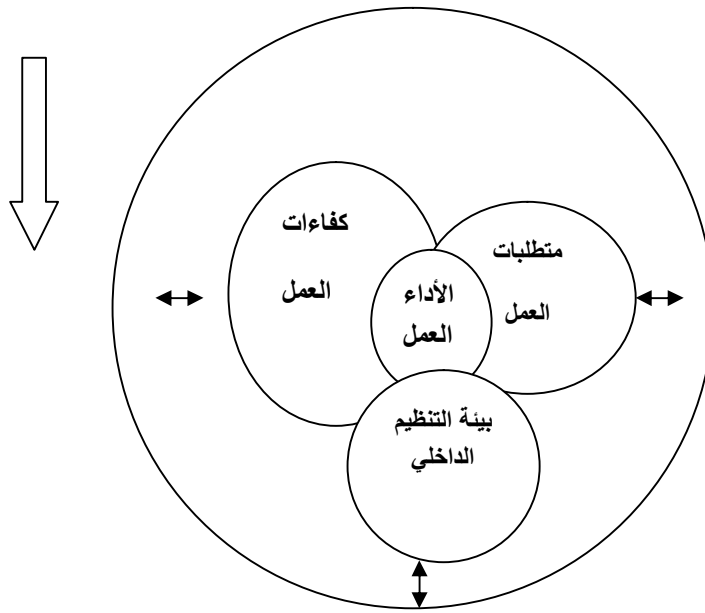 كفاءات
العمل
متطلبات
العمل
الأداء
العمل
بيئة التنظيم
الداخلي